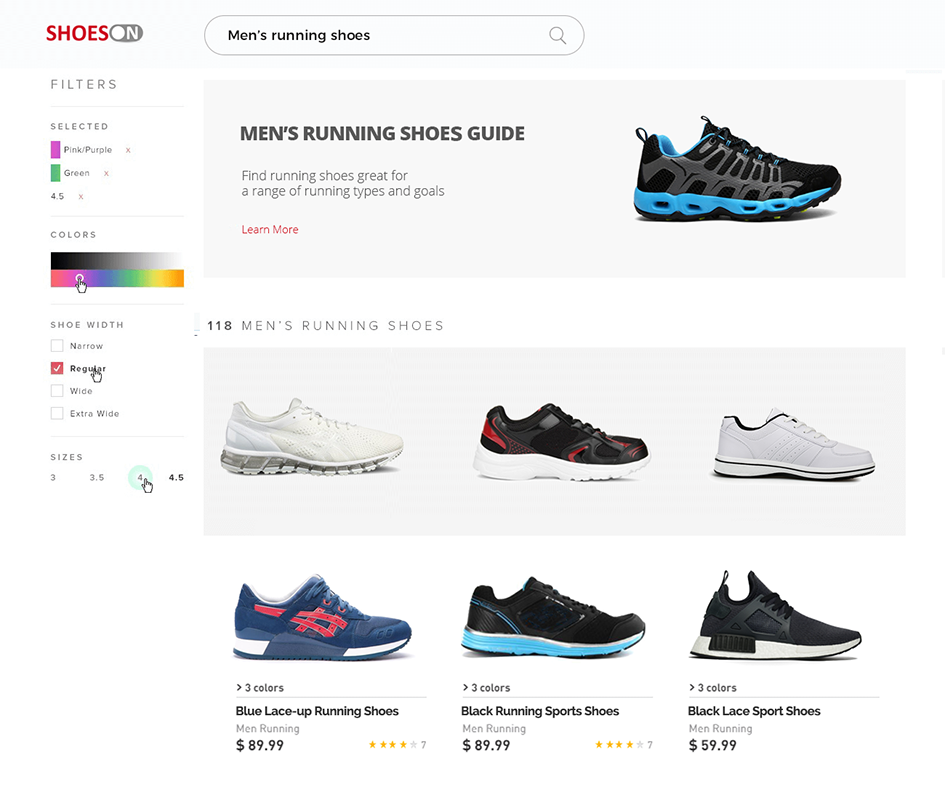 SHOESON
Men's running shoes
FILTERS
SELECTED
Pink/Purple x
Green x
4.5 x
COLORS
SHOE WIDTH
Narrow
Regular
Wide
Extra Wide
SIZES
3 3.5 4 4.5
MEN'S RUNNING SHOES GUIDE
Find running shoes great for
a range of running types and goals
Learn More
118 MEN'S RUNNING SHOES
> 3 colors
Blue Lace-up Running Shoes
Men Running
$ 89.99 7
> 3 colors
Black Running Sports Shoes
Men Running
$ 89.99 7
> 3 colors
Black Lace Sport Shoes
Men Running
$ 59.99